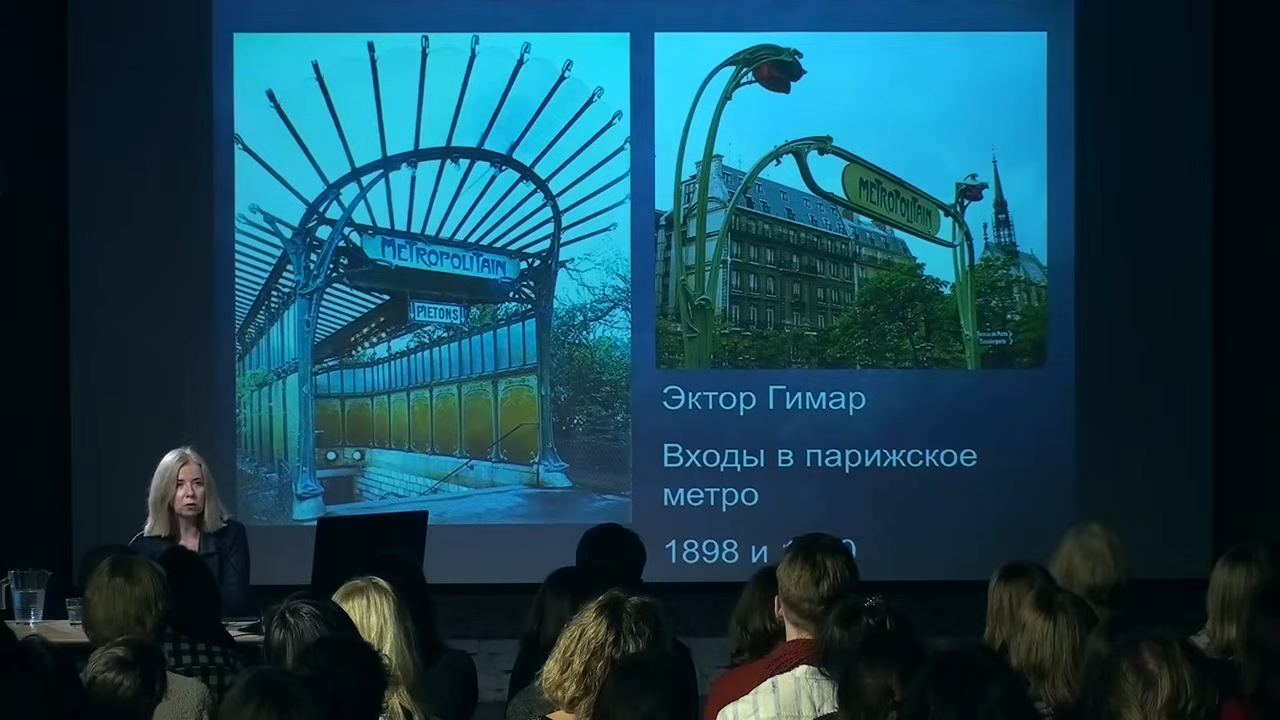 METROPOLITAIN
PIETONS
METROPOLITAIN
Эктор Гимар
Входы в парижское
метро
1898 и